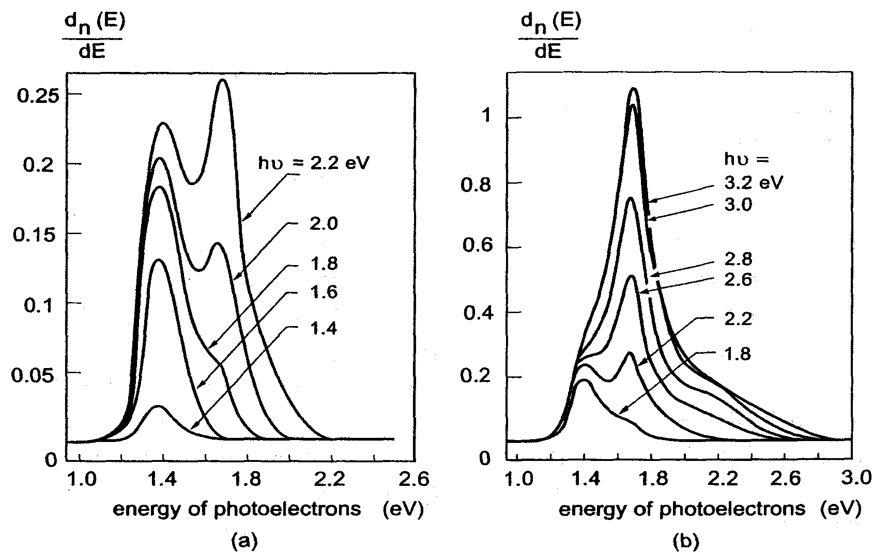 d_n (E)
dE
0.25
0.2
0.15
0.1
0.05
0
hυ = 2.2 eV
2.0
1.8
1.6
1.4
1.0 1.4 1.8 2.2 2.6
energy of photoelectrons (eV)
(a)
d_n (E)
dE
1
0.8
0.6
0.4
0.2
0
hυ =
3.2 eV
3.0
2.8
2.6
2.2
1.8
1.0 1.4 1.8 2.2 2.6 3.0
energy of photoelectrons (eV)
(b)